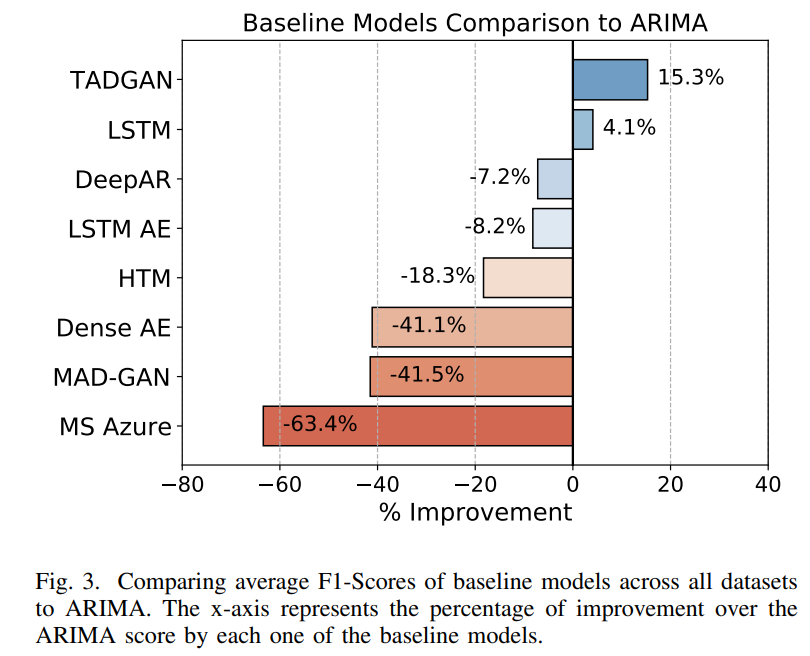 Baseline Models Comparison to ARIMA
TADGAN
15.3%
LSTM
4.1%
DeepAR
-7.2%
LSTM AE
-8.2%
HTM
-18.3%
Dense AE
-41.1%
MAD-GAN
-41.5%
MS Azure
-63.4%
−80 −60 −40 −20 0 20 40
% Improvement
Fig. 3. Comparing average F1-Scores of baseline models across all datasets
to ARIMA. The x-axis represents the percentage of improvement over the
ARIMA score by each one of the baseline models.